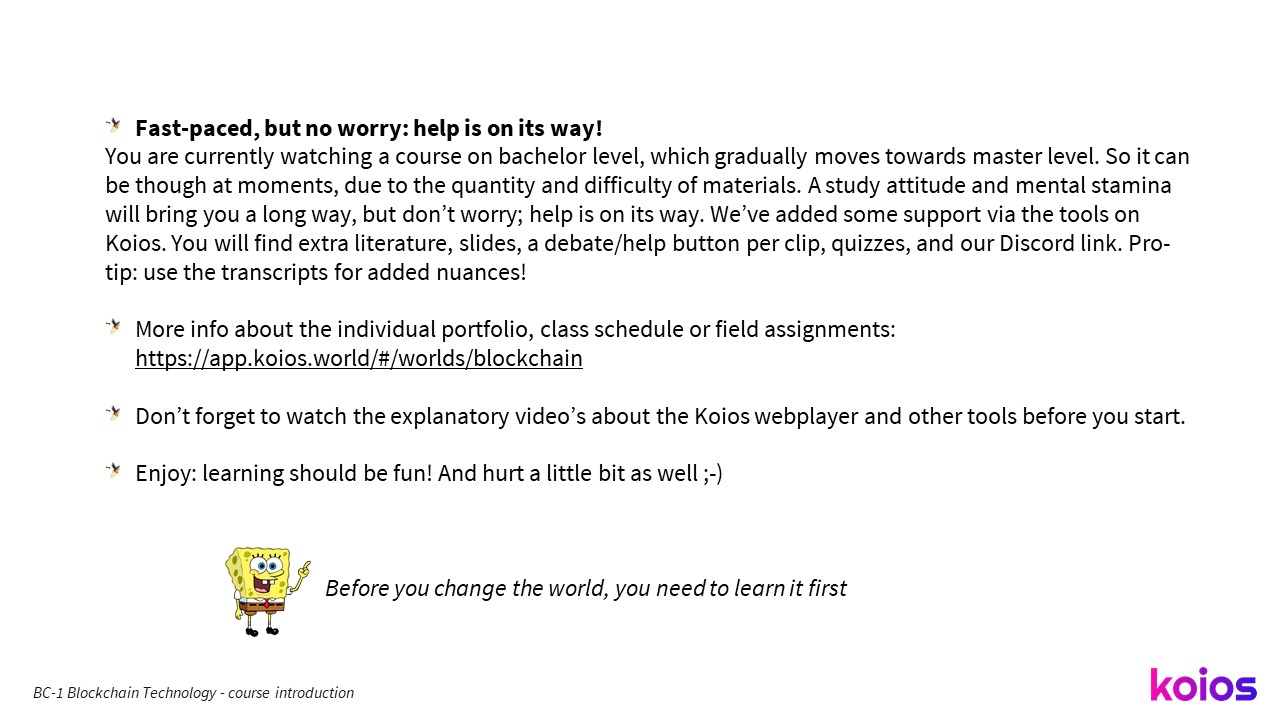 Fast-paced, but no worry: help is on its way!
You are currently watching a course on bachelor level, which gradually moves towards master level. So it can
be though at moments, due to the quantity and difficulty of materials. A study attitude and mental stamina
will bring you a long way, but don’t worry; help is on its way. We’ve added some support via the tools on
Koios. You will find extra literature, slides, a debate/help button per clip, quizzes, and our Discord link. Pro-
tip: use the transcripts for added nuances!
More info about the individual portfolio, class schedule or field assignments:
https://app.koios.world/#/worlds/blockchain
Don’t forget to watch the explanatory video’s about the Koios webplayer and other tools before you start.
Enjoy: learning should be fun! And hurt a little bit as well ;-)
Before you change the world, you need to learn it first
BC-1 Blockchain Technology - course introduction
koios